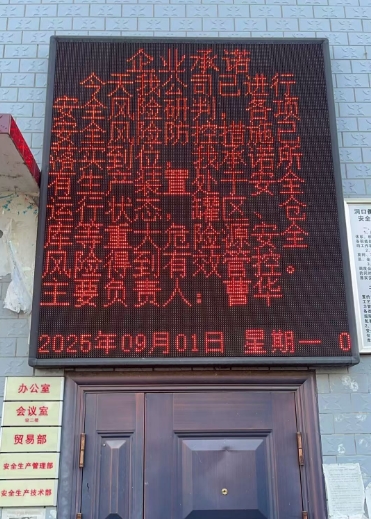 企业承诺
今天我公司已进行
安全风险研判,各项
安全风险防控措施已
落实到位,我承诺所
有生产装置处于安全
运行状态,罐区、仓
库等重大危险源安全
风险得到有效管控。
主要负责人:曹华
2025年09月01日 星期一 0
办公室
会议室
贸易部
安全生产管理部
安全生产技术部